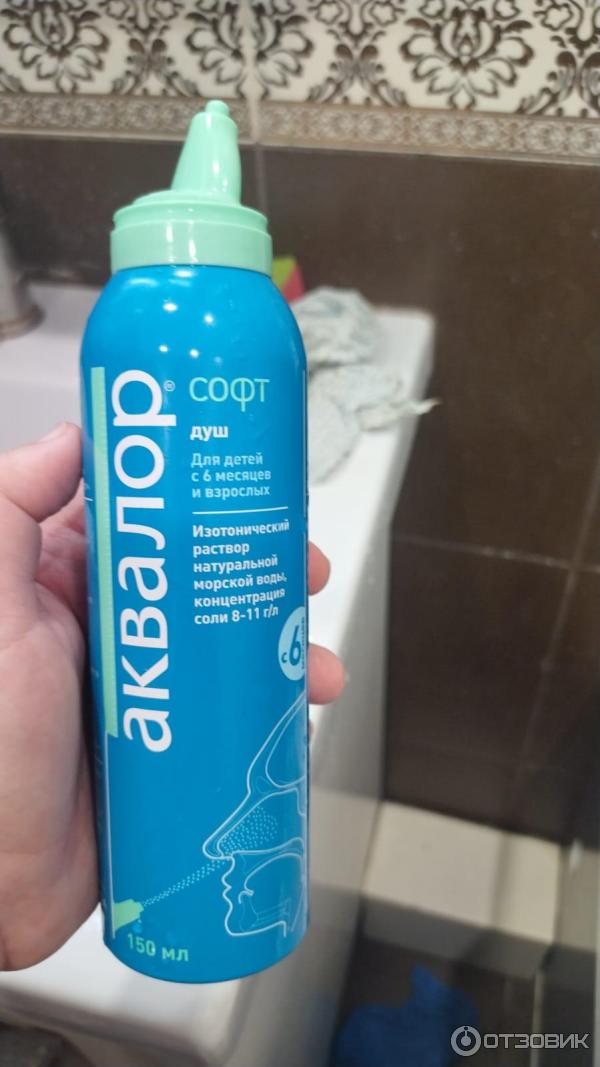 аквалор®
софт
душ
Для детей
с 6 месяцев
и взрослых
Изотонический
раствор
натуральной
морской воды,
концентрация
соли 8-11 г/л
с 6
150 мл
ОТЗОВИК